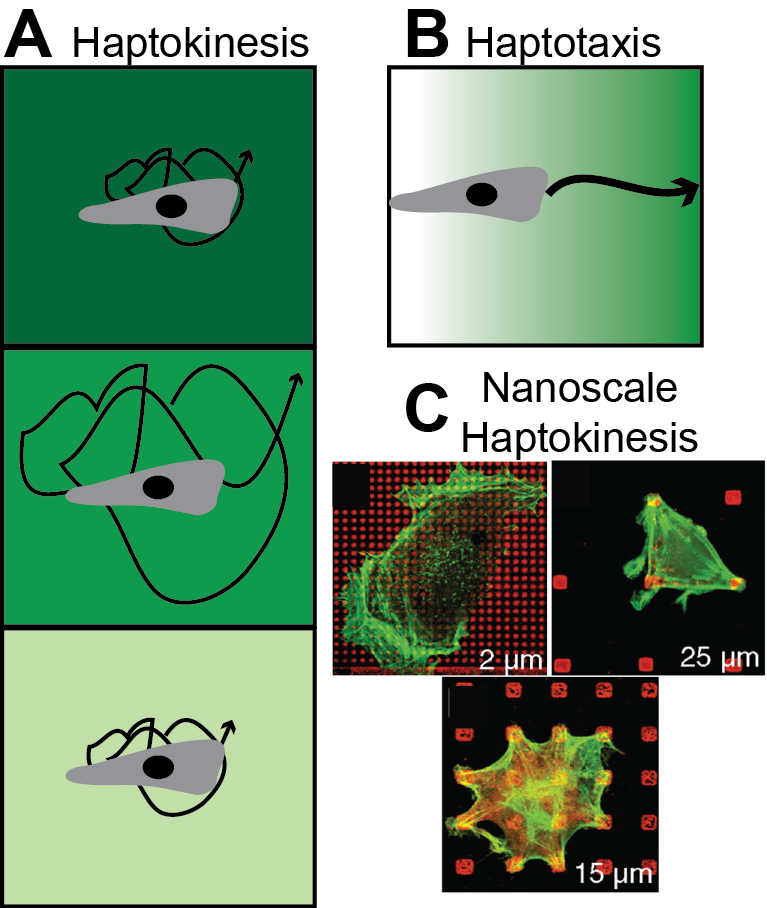 A Haptokinesis
B Haptotaxis
C Nanoscale
Haptokinesis
2 µm
25 µm
15 µm